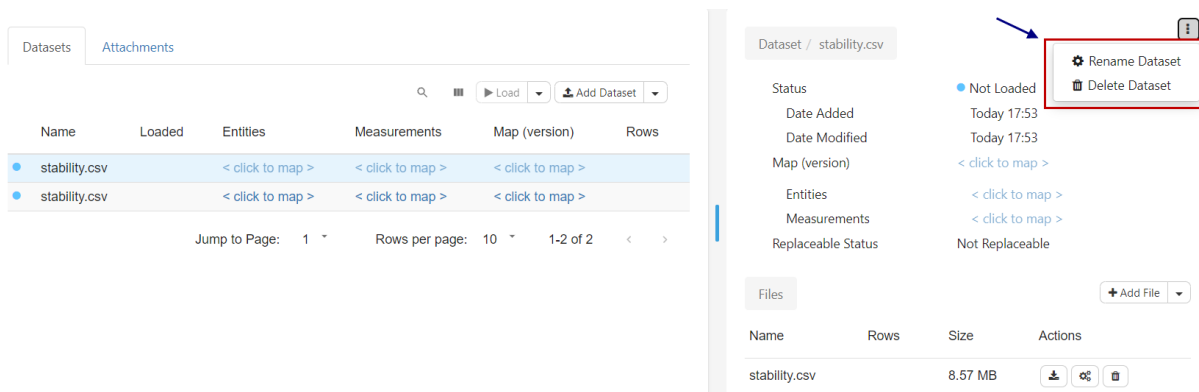 Datasets Attachments
Load Add Dataset
Name Loaded Entities Measurements Map (version) Rows
stability.csv < click to map > < click to map > < click to map >
stability.csv < click to map > < click to map > < click to map >
Jump to Page: 1 Rows per page: 10 1-2 of 2 < >
Dataset / stability.csv
Rename Dataset
Delete Dataset
Status Not Loaded
Date Added Today 17:53
Date Modified Today 17:53
Map (version) < click to map >
Entities < click to map >
Measurements < click to map >
Replaceable Status Not Replaceable
Files + Add File
Name Rows Size Actions
stability.csv 8.57 MB